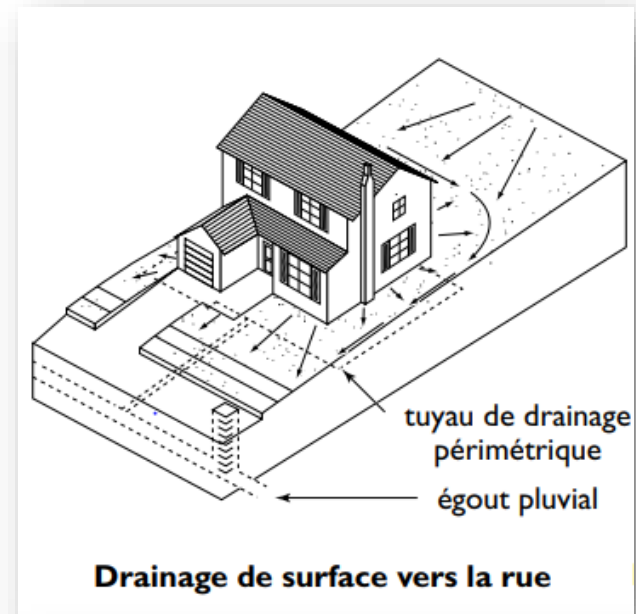 tuyau de drainage
périmétrique
égout pluvial
Drainage de surface vers la rue